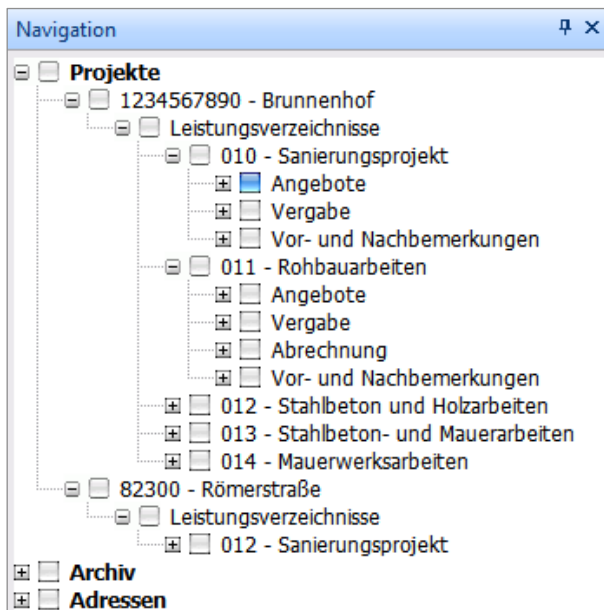 Navigation
Projekte
1234567890 - Brunnenhof
Leistungsverzeichnisse
010 - Sanierungsprojekt
Angebote
Vergabe
Vor- und Nachbemerkungen
011 - Rohbauarbeiten
Angebote
Vergabe
Abrechnung
Vor- und Nachbemerkungen
012 - Stahlbeton und Holzarbeiten
013 - Stahlbeton- und Mauerarbeiten
014 - Mauerwerksarbeiten
82300 - Römerstraße
Leistungsverzeichnisse
012 - Sanierungsprojekt
Archiv
Adressen